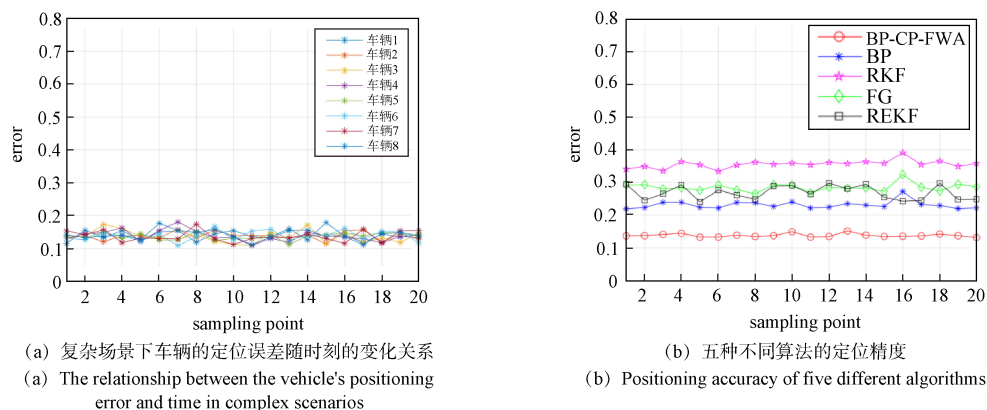 0.8
0.7
0.6
0.5
0.4
0.3
0.2
0.1
0
error
车辆1
车辆2
车辆3
车辆4
车辆5
车辆6
车辆7
车辆8
2 4 6 8 10 12 14 16 18 20
sampling point
(a) 复杂场景下车辆的定位误差随时刻的变化关系
(a) The relationship between the vehicle's positioning
error and time in complex scenarios
0.8
0.7
0.6
0.5
0.4
0.3
0.2
0.1
0
error
BP-CP-FWA
BP
RKF
FG
REKF
2 4 6 8 10 12 14 16 18 20
sampling point
(b) 五种不同算法的定位精度
(b) Positioning accuracy of five different algorithms